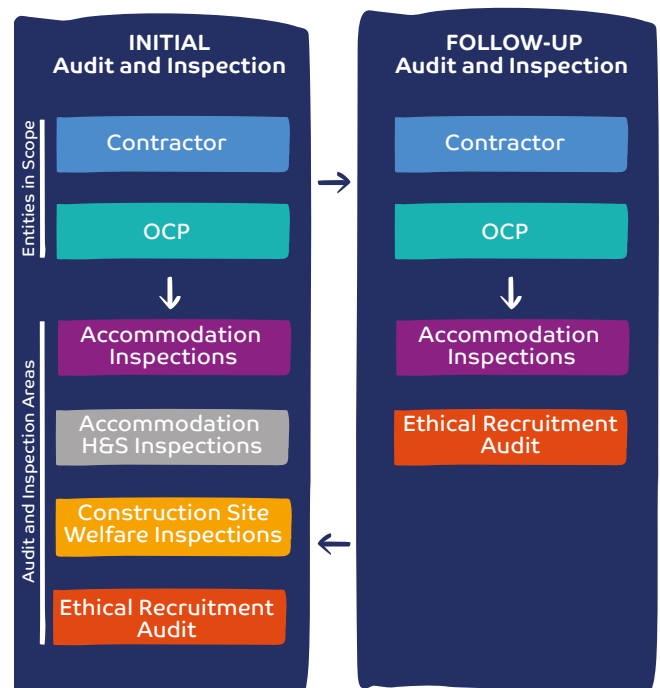 INITIAL
Audit and Inspection
Entities in Scope
Contractor
OCP
Audit and Inspection Areas
Accommodation
Inspections
Accommodation
H&S Inspections
Construction Site
Welfare Inspections
Ethical Recruitment
Audit
FOLLOW-UP
Audit and Inspection
Contractor
OCP
Accommodation
Inspections
Ethical Recruitment
Audit